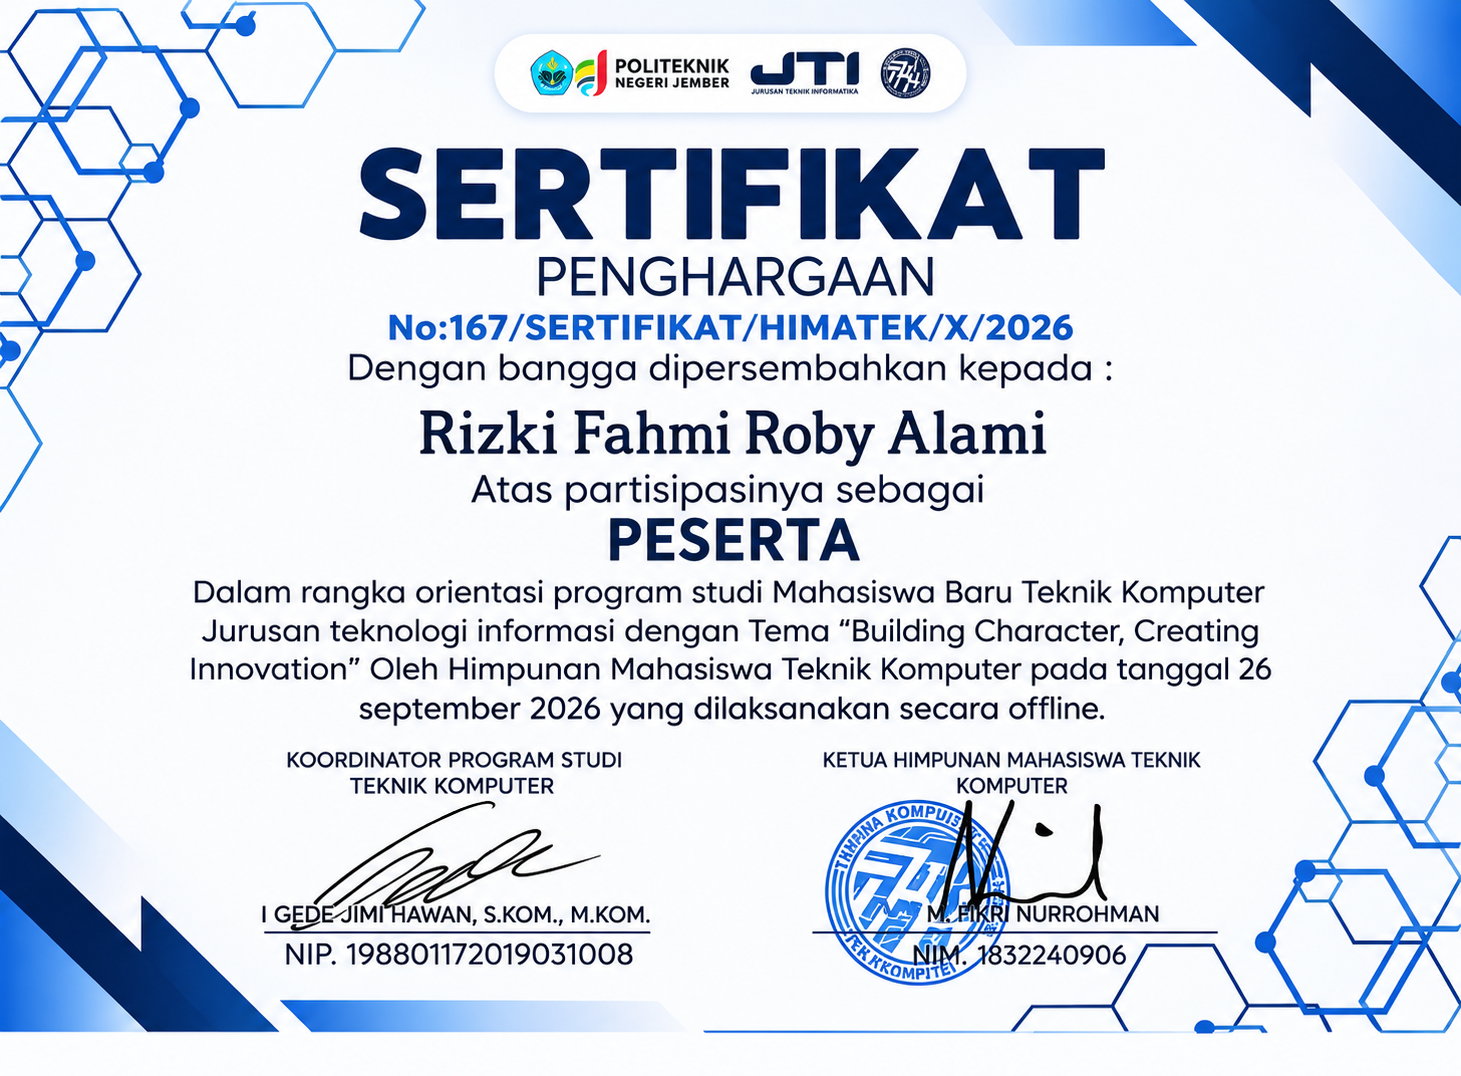 POLITEKNIK
NEGERI JEMBER
JTI
JURUSAN TEKNIK INFORMATIKA
SERTIFIKAT
PENGHARGAAN
No:167/SERTIFIKAT/HIMATEK/X/2026
Dengan bangga dipersembahkan kepada :
Rizki Fahmi Roby Alami
Atas partisipasinya sebagai
PESERTA
Dalam rangka orientasi program studi Mahasiswa Baru Teknik Komputer
Jurusan teknologi informasi dengan Tema “Building Character, Creating
Innovation” Oleh Himpunan Mahasiswa Teknik Komputer pada tanggal 26
september 2026 yang dilaksanakan secara offline.
KOORDINATOR PROGRAM STUDI
TEKNIK KOMPUTER
I GEDE JIMI HAWAN, S.KOM., M.KOM.
NIP. 198801172019031008
KETUA HIMPUNAN MAHASISWA TEKNIK
KOMPUTER
M. FIKRI NURROHMAN
NIM. 1832240906